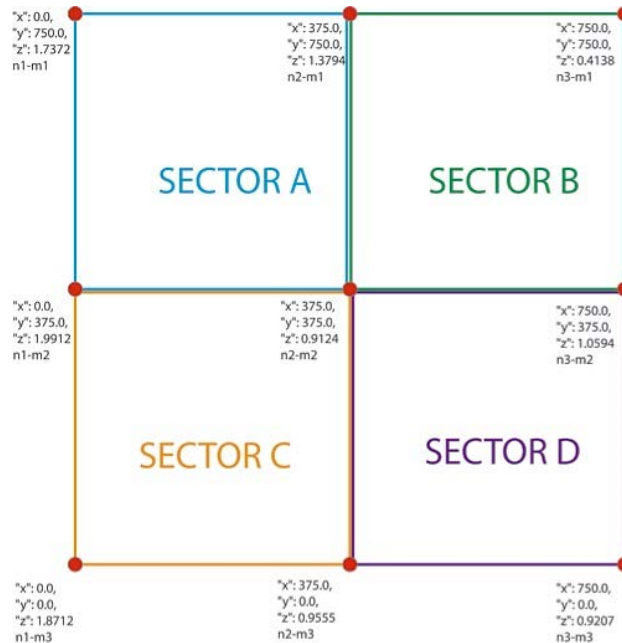 "x": 0.0,
"y": 750.0,
"z": 1.7372
n1-m1
"x": 375.0,
"y": 750.0,
"z": 1.3794
n2-m1
"x": 750.0,
"y": 750.0,
"z": 0.4138
n3-m1
SECTOR A
SECTOR B
"x": 0.0,
"y": 375.0,
"z": 1.9912
n1-m2
"x": 375.0,
"y": 375.0,
"z": 0.9124
n2-m2
"x": 750.0,
"y": 375.0,
"z": 1.0594
n3-m2
SECTOR C
SECTOR D
"x": 0.0,
"y": 0.0,
"z": 1.8712
n1-m3
"x": 375.0,
"y": 0.0,
"z": 0.9555
n2-m3
"x": 750.0,
"y": 0.0,
"z": 0.9207
n3-m3